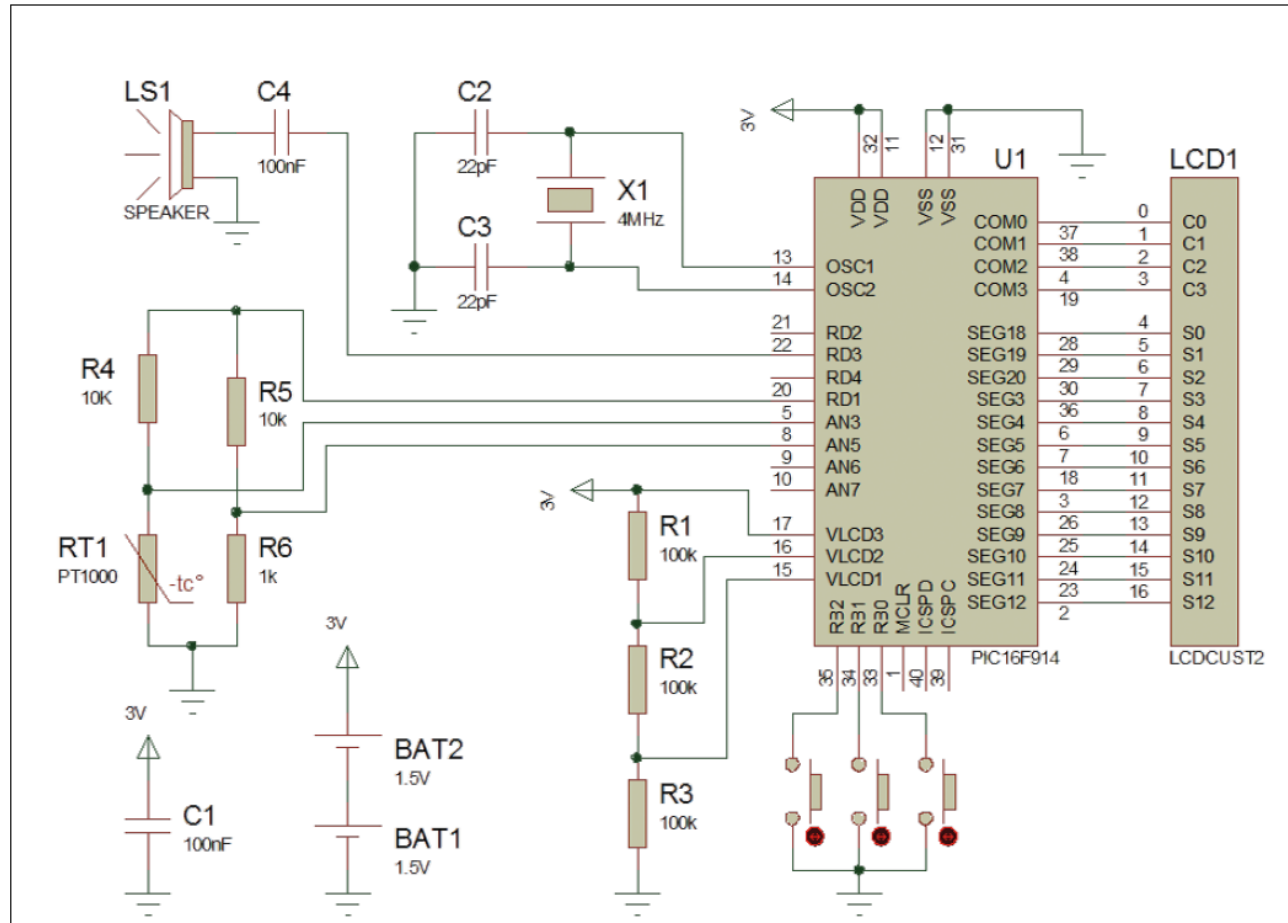 LS1
SPEAKER
C4
100nF
C2
22pF
C3
22pF
X1
4MHz
3V
32
11
12
31
U1
LCD1
VDD
VDD
VSS
VSS
13 OSC1
14 OSC2
21 RD2
22 RD3
RD4
20 RD1
5 AN3
8 AN5
9 AN6
10 AN7
17 VLCD3
16 VLCD2
15 VLCD1
COM0 37 0 C0
COM1 38 1 C1
COM2 4 2 C2
COM3 19 3 C3
SEG18 28 4 S0
SEG19 29 5 S1
SEG20 30 6 S2
SEG3 36 7 S3
SEG4 6 8 S4
SEG5 7 9 S5
SEG6 18 10 S6
SEG7 3 11 S7
SEG8 26 12 S8
SEG9 25 13 S9
SEG10 24 14 S10
SEG11 23 15 S11
SEG12 2 16 S12
RB2
RB1
RB0
MCLR
ICSPD
ICSPC
35
34
33
1
40
39
PIC16F914
LCDCUST2
R4
10K
R5
10k
RT1
PT1000
-tc°
R6
1k
3V
R1
100k
R2
100k
R3
100k
3V
C1
100nF
3V
BAT2
1.5V
BAT1
1.5V